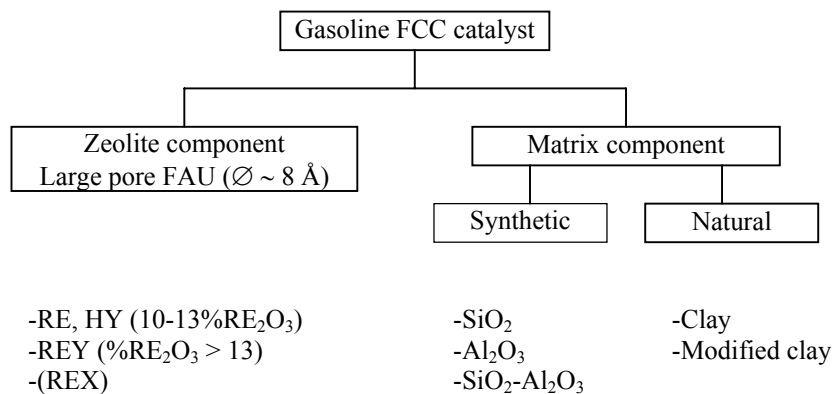 Gasoline FCC catalyst
Zeolite component
Large pore FAU (∅ ~ 8 Å)
Matrix component
Synthetic
Natural
-RE, HY (10-13%RE₂O₃)
-REY (%RE₂O₃ > 13)
-(REX)
-SiO₂
-Al₂O₃
-SiO₂-Al₂O₃
-Clay
-Modified clay